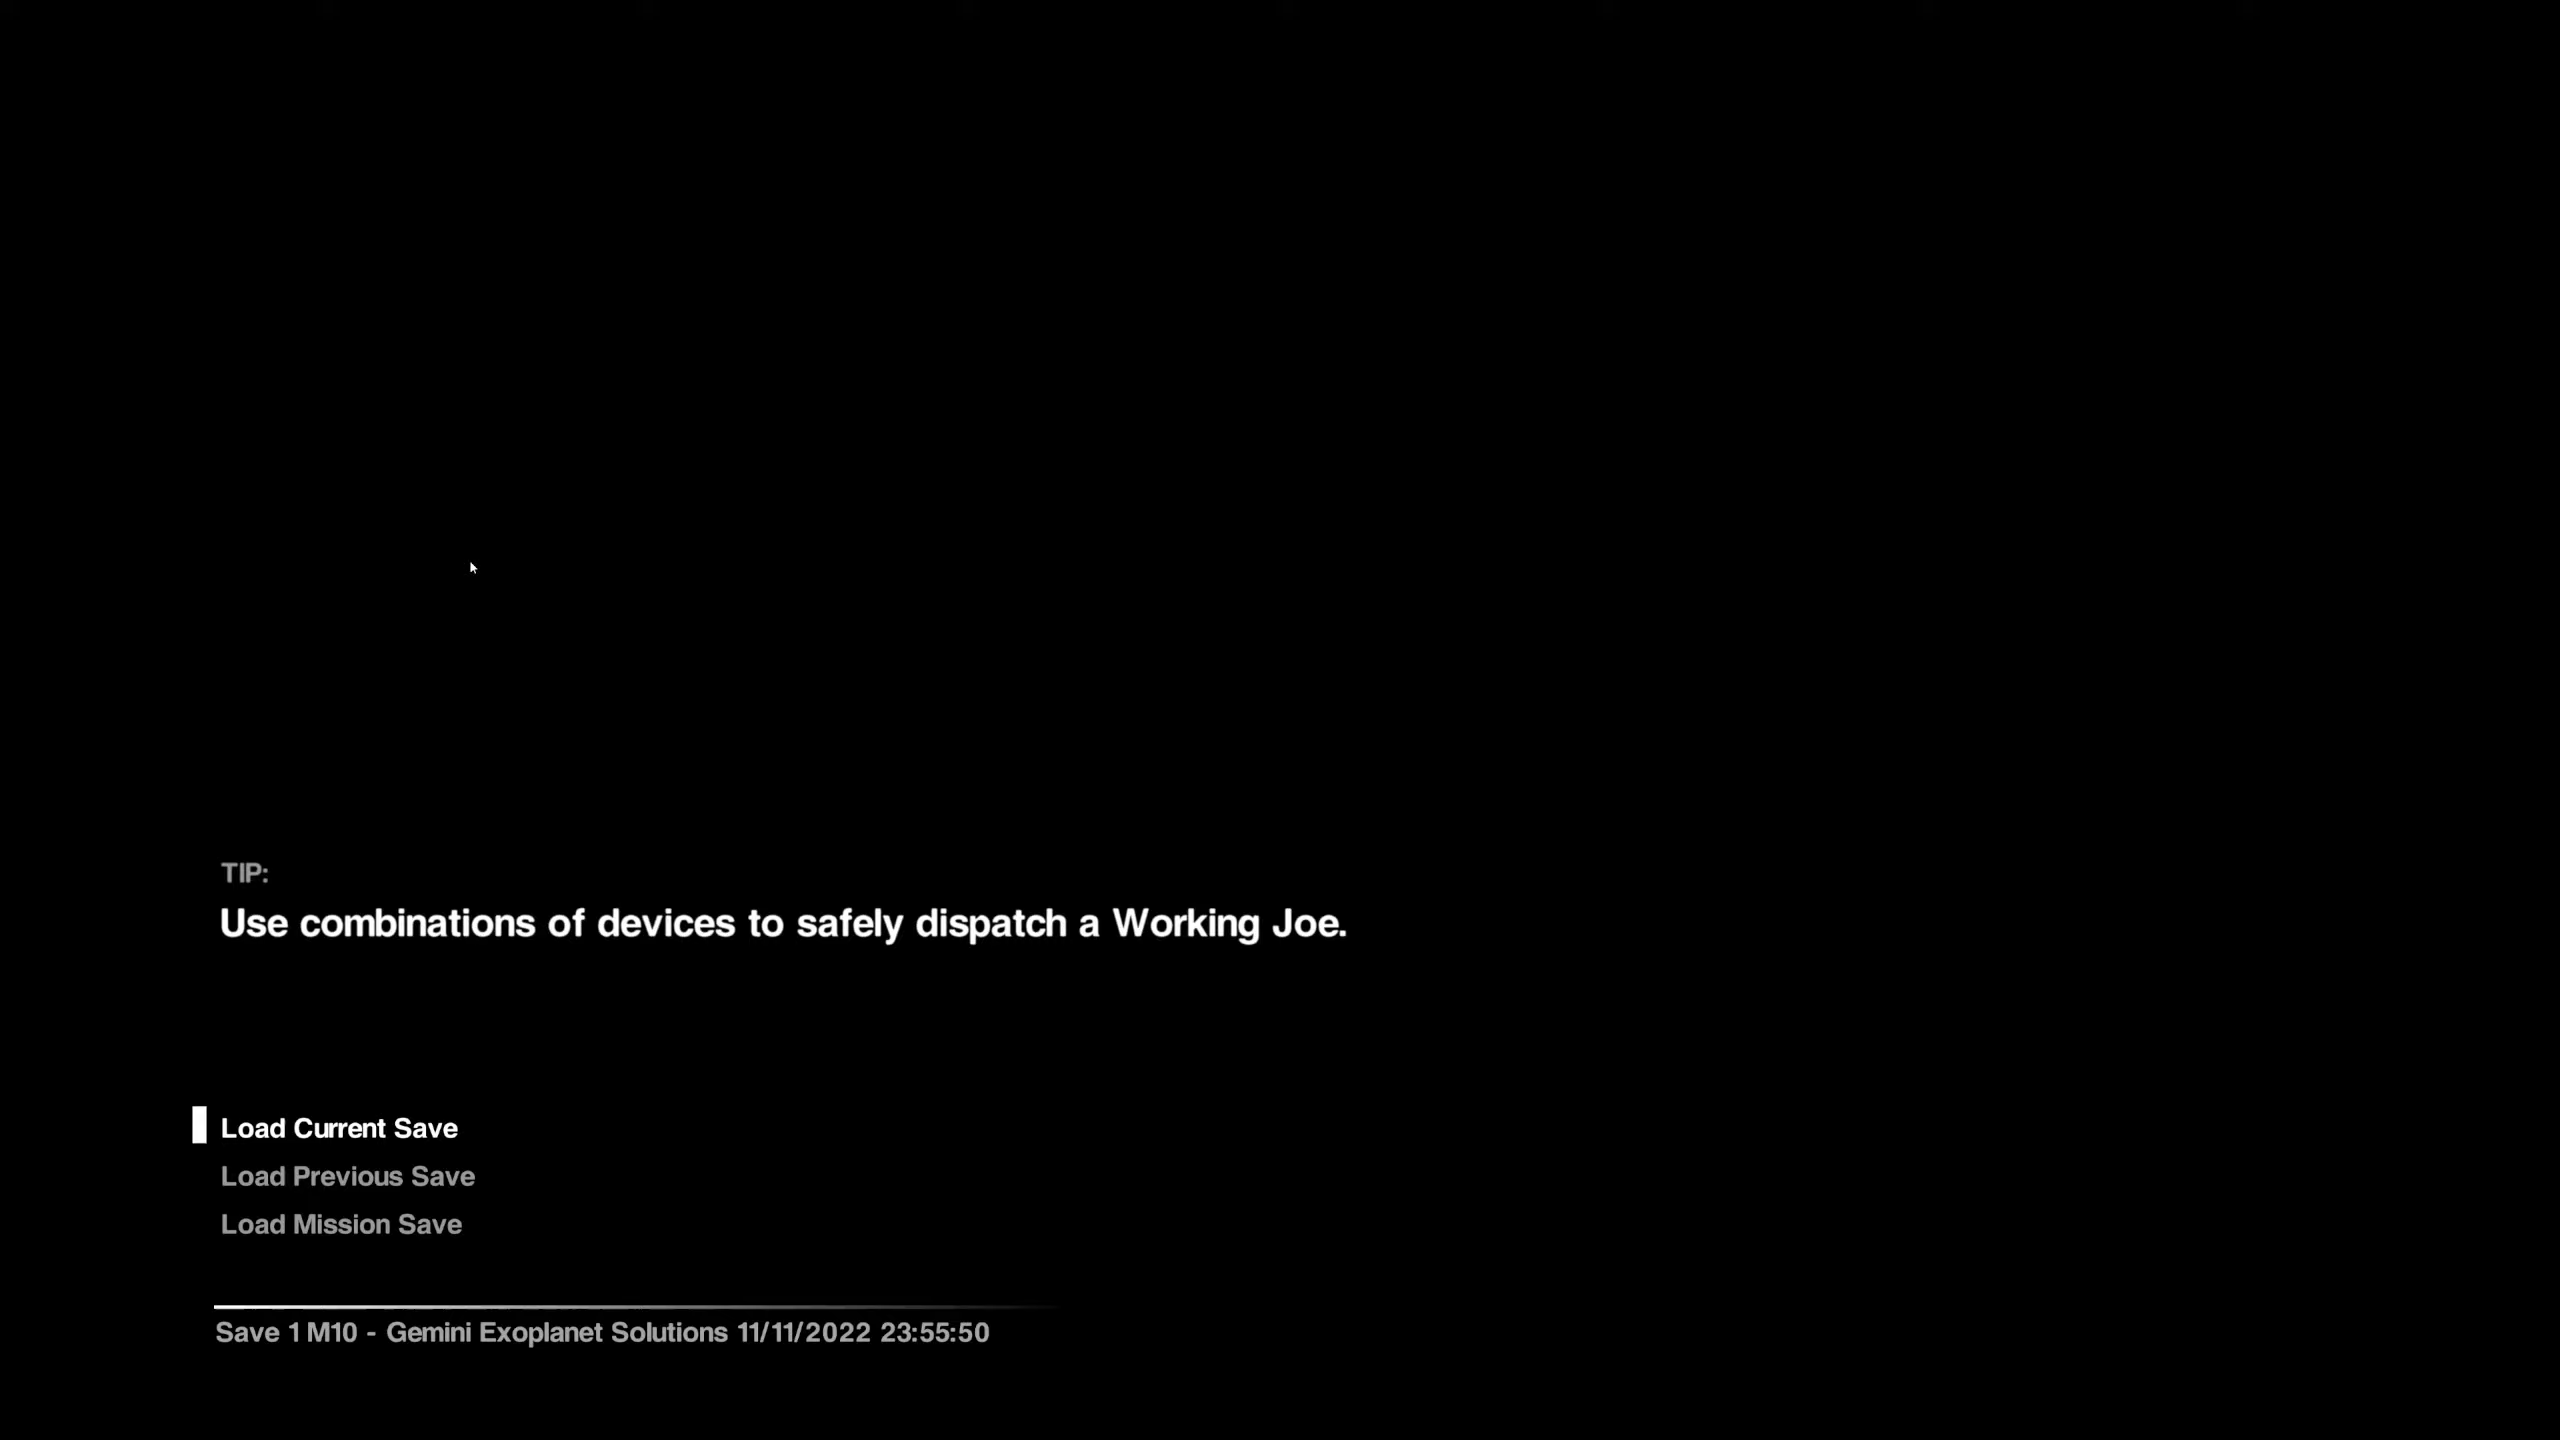 TIP:
Use combinations of devices to safely dispatch a Working Joe.
Load Current Save
Load Previous Save
Load Mission Save
Save 1 M10 - Gemini Exoplanet Solutions 11/11/2022 23:55:50